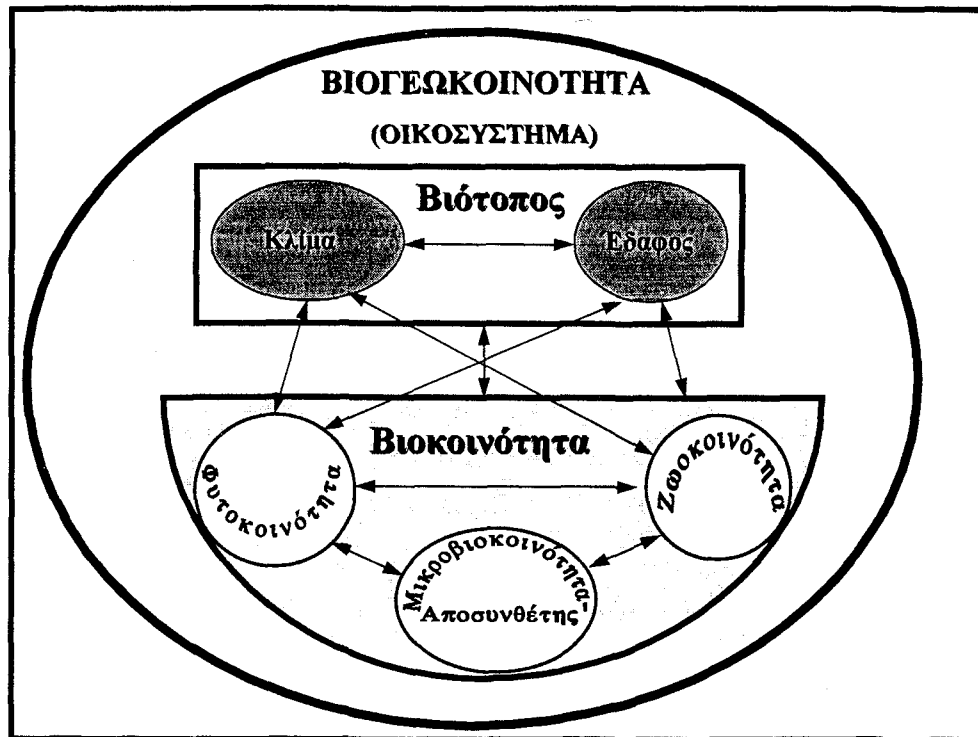 ΒΙΟΓΕΩΚΟΙΝΟΤΗΤΑ
(ΟΙΚΟΣΥΣΤΗΜΑ)
Βιότοπος
Κλίμα
Έδαφος
Βιοκοινότητα
Φυτοκοινότητα
Ζωοκοινότητα
Μικροβιοκοινότητα-
Αποσυνθέτης